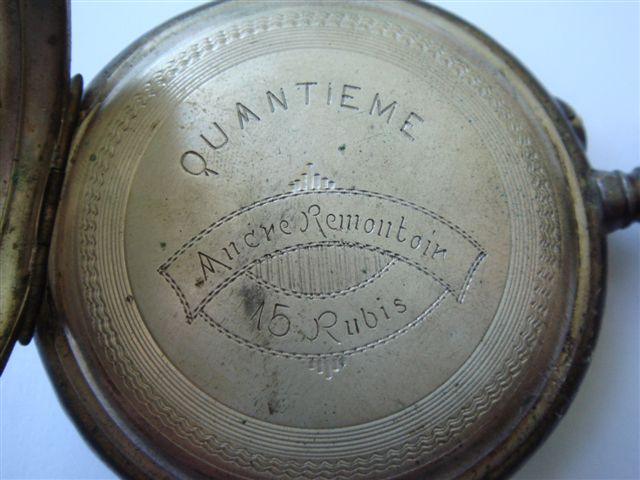 QUANTIEME
Ancre Remontoir
15 Rubis